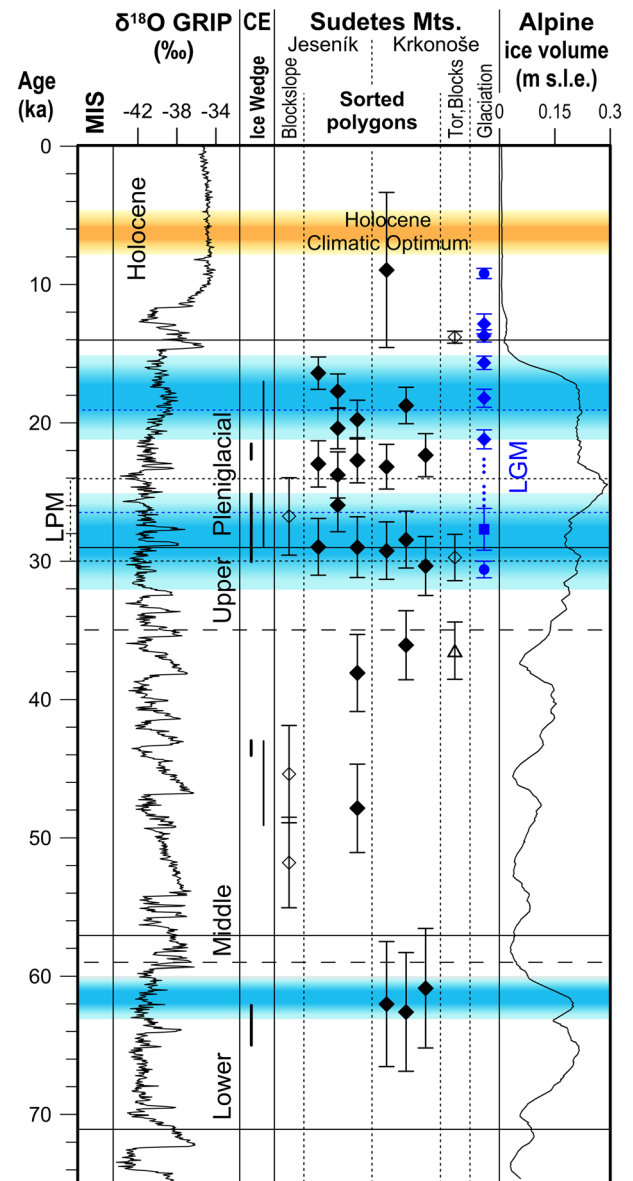 δ¹⁸O GRIP
(‰)
CE
Sudetes Mts.
Jeseník
Krkonoše
Alpine
ice volume
(m s.l.e.)
Age
(ka)
MIS
-42 -38 -34
Ice Wedge
Blockslope
Sorted
polygons
Tor,Blocks
Glaciation
0 0.15 0.3
0
Holocene
Holocene
Climatic Optimum
10
20
Pleniglacial
LGM
LPM
30
Upper
40
50
Middle
60
Lower
70